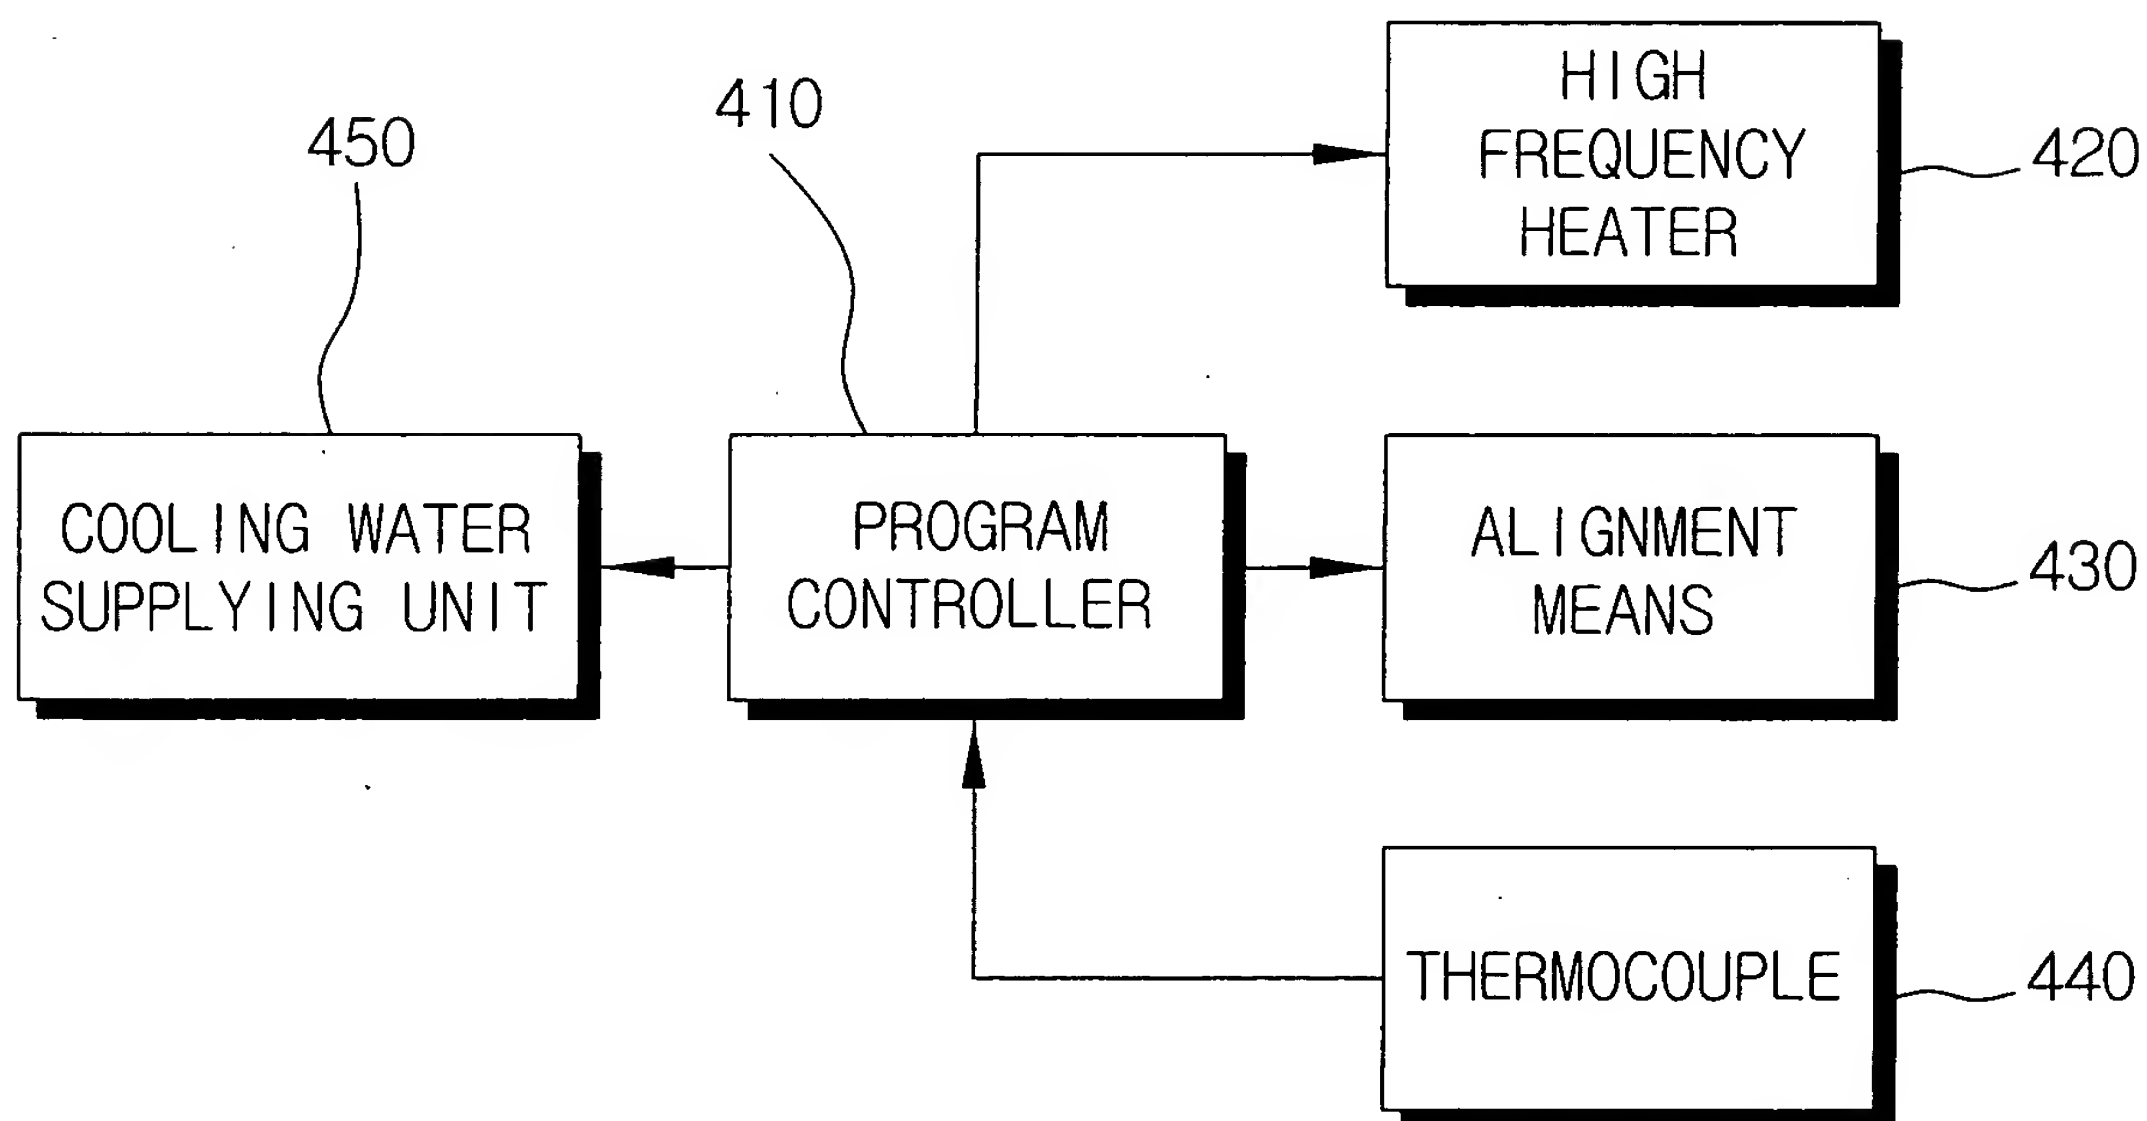 HIGH
FREQUENCY
HEATER
420
410
450
COOLING WATER
SUPPLYING UNIT
PROGRAM
CONTROLLER
ALIGNMENT
MEANS
430
THERMOCOUPLE
440